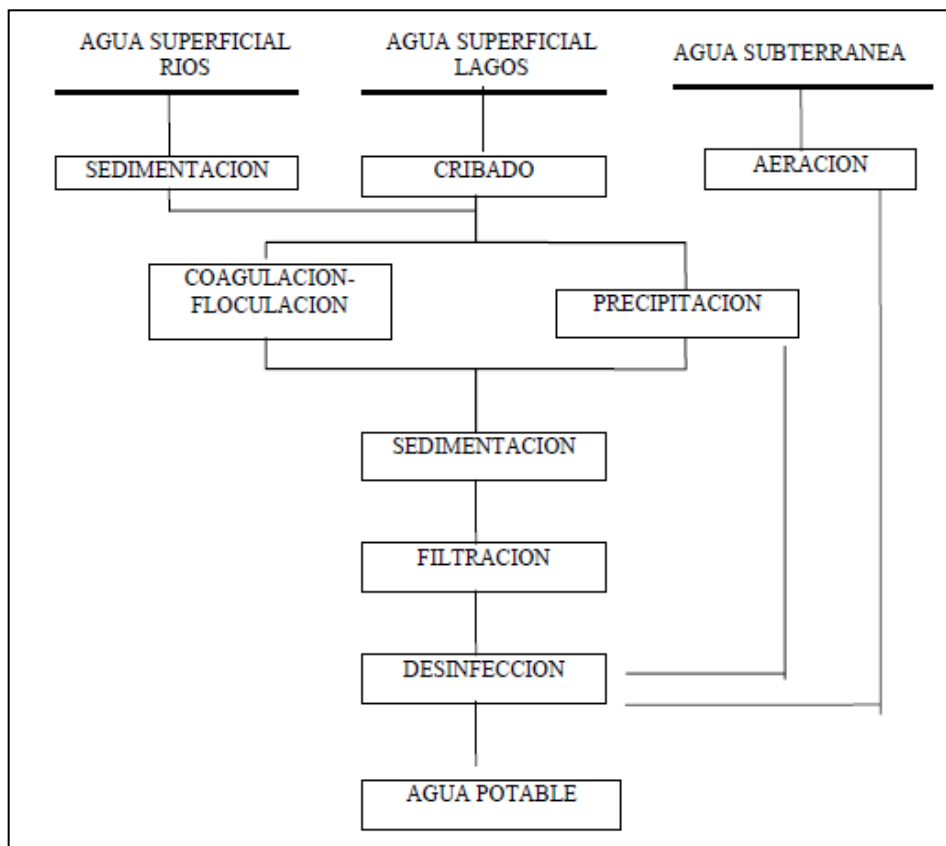 AGUA SUPERFICIAL
RIOS
AGUA SUPERFICIAL
LAGOS
AGUA SUBTERRANEA
SEDIMENTACION
CRIBADO
AERACION
COAGULACION-
FLOCULACION
PRECIPITACION
SEDIMENTACION
FILTRACION
DESINFECCION
AGUA POTABLE